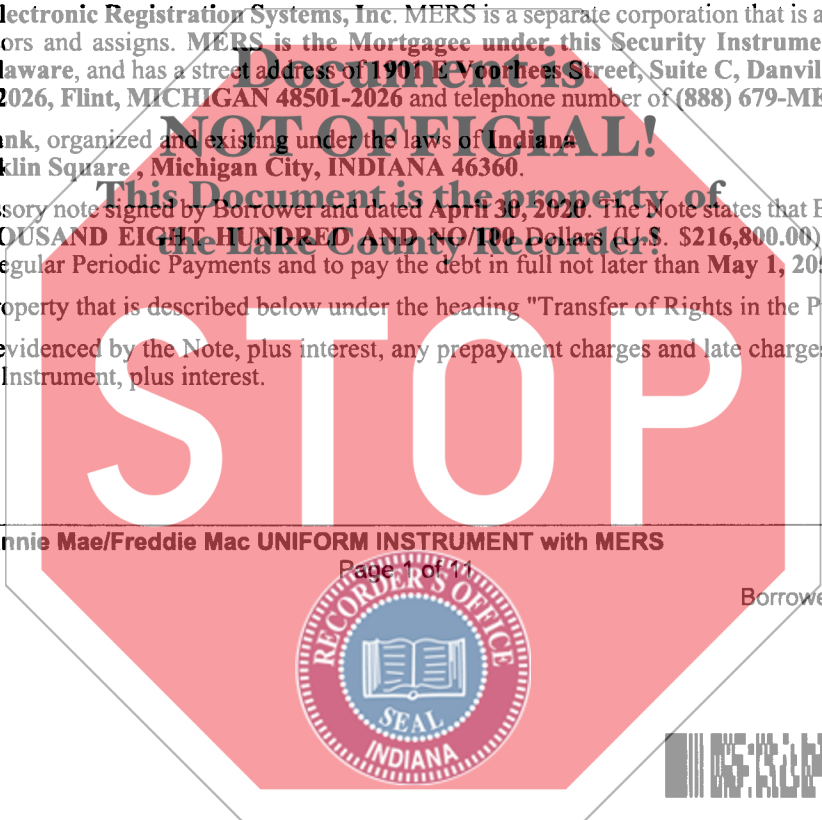 lectronic Registration Systems, Inc. MERS is a separate corporation that is a
ors and assigns. MERS is the Mortgagee under this Security Instrume
laware, and has a street address of 1901 E Voorhees Street, Suite C, Danvil
2026, Flint, MICHIGAN 48501-2026 and telephone number of (888) 679-ME
Document is
NOT OFFICIAL!
This Document is the property of
the Lake County Recorder!
ank, organized and existing under the laws of Indiana
klin Square , Michigan City, INDIANA 46360.
ssory note signed by Borrower and dated April 30, 2020. The Note states that B
OUSAND EIGHT HUNDRED AND NO/100 Dollars (U.S. $216,800.00)
egular Periodic Payments and to pay the debt in full not later than May 1, 205
operty that is described below under the heading "Transfer of Rights in the P
evidenced by the Note, plus interest, any prepayment charges and late charges
Instrument, plus interest.
STOP
nnie Mae/Freddie Mac UNIFORM INSTRUMENT with MERS
Page 1 of 11
Borrowe
RECORDER'S OFFICE
SEAL
INDIANA